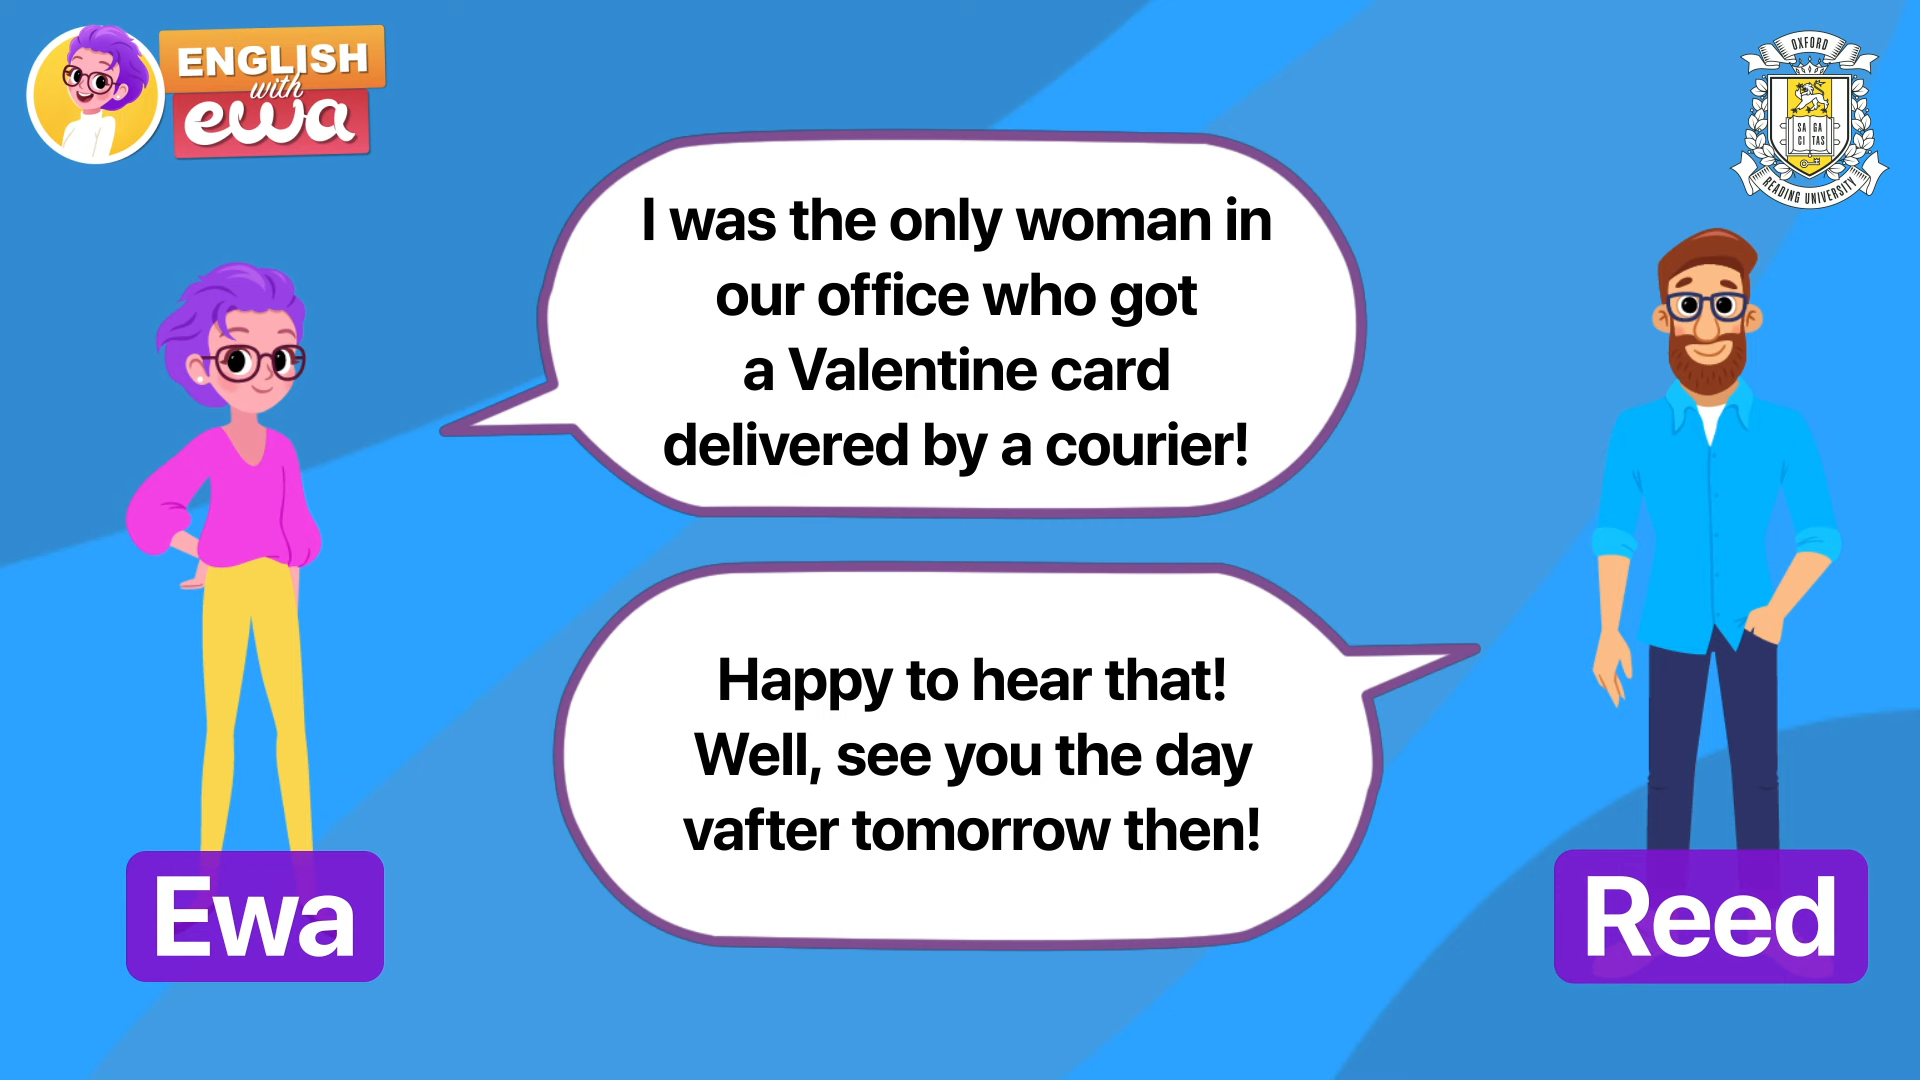 ENGLISH
with
ewa
OXFORD
SA GA
CI TAS
READING UNIVERSITY
I was the only woman in
our office who got
a Valentine card
delivered by a courier!
Happy to hear that!
Well, see you the day
vafter tomorrow then!
Ewa
Reed